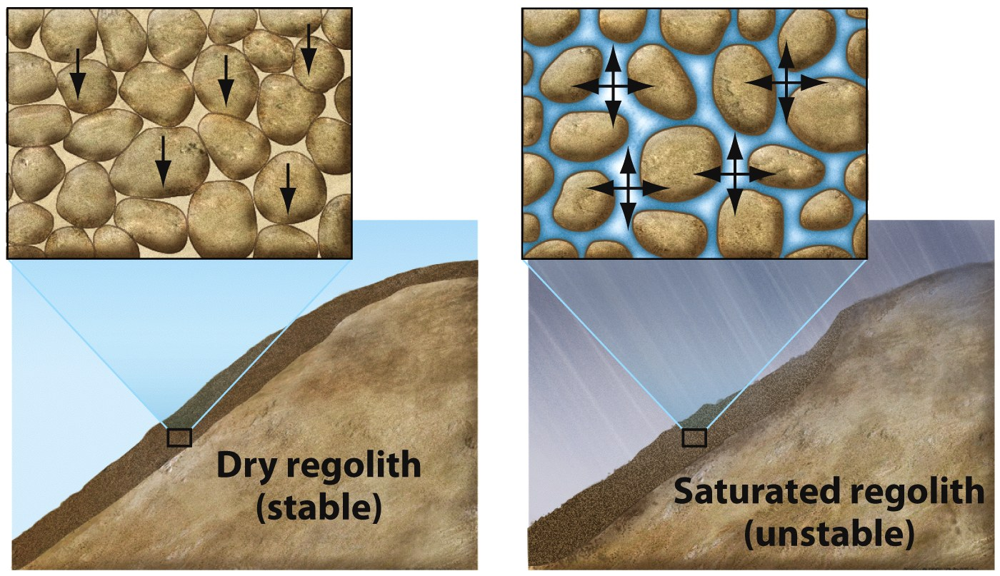 Dry regolith
(stable)
Saturated regolith
(unstable)